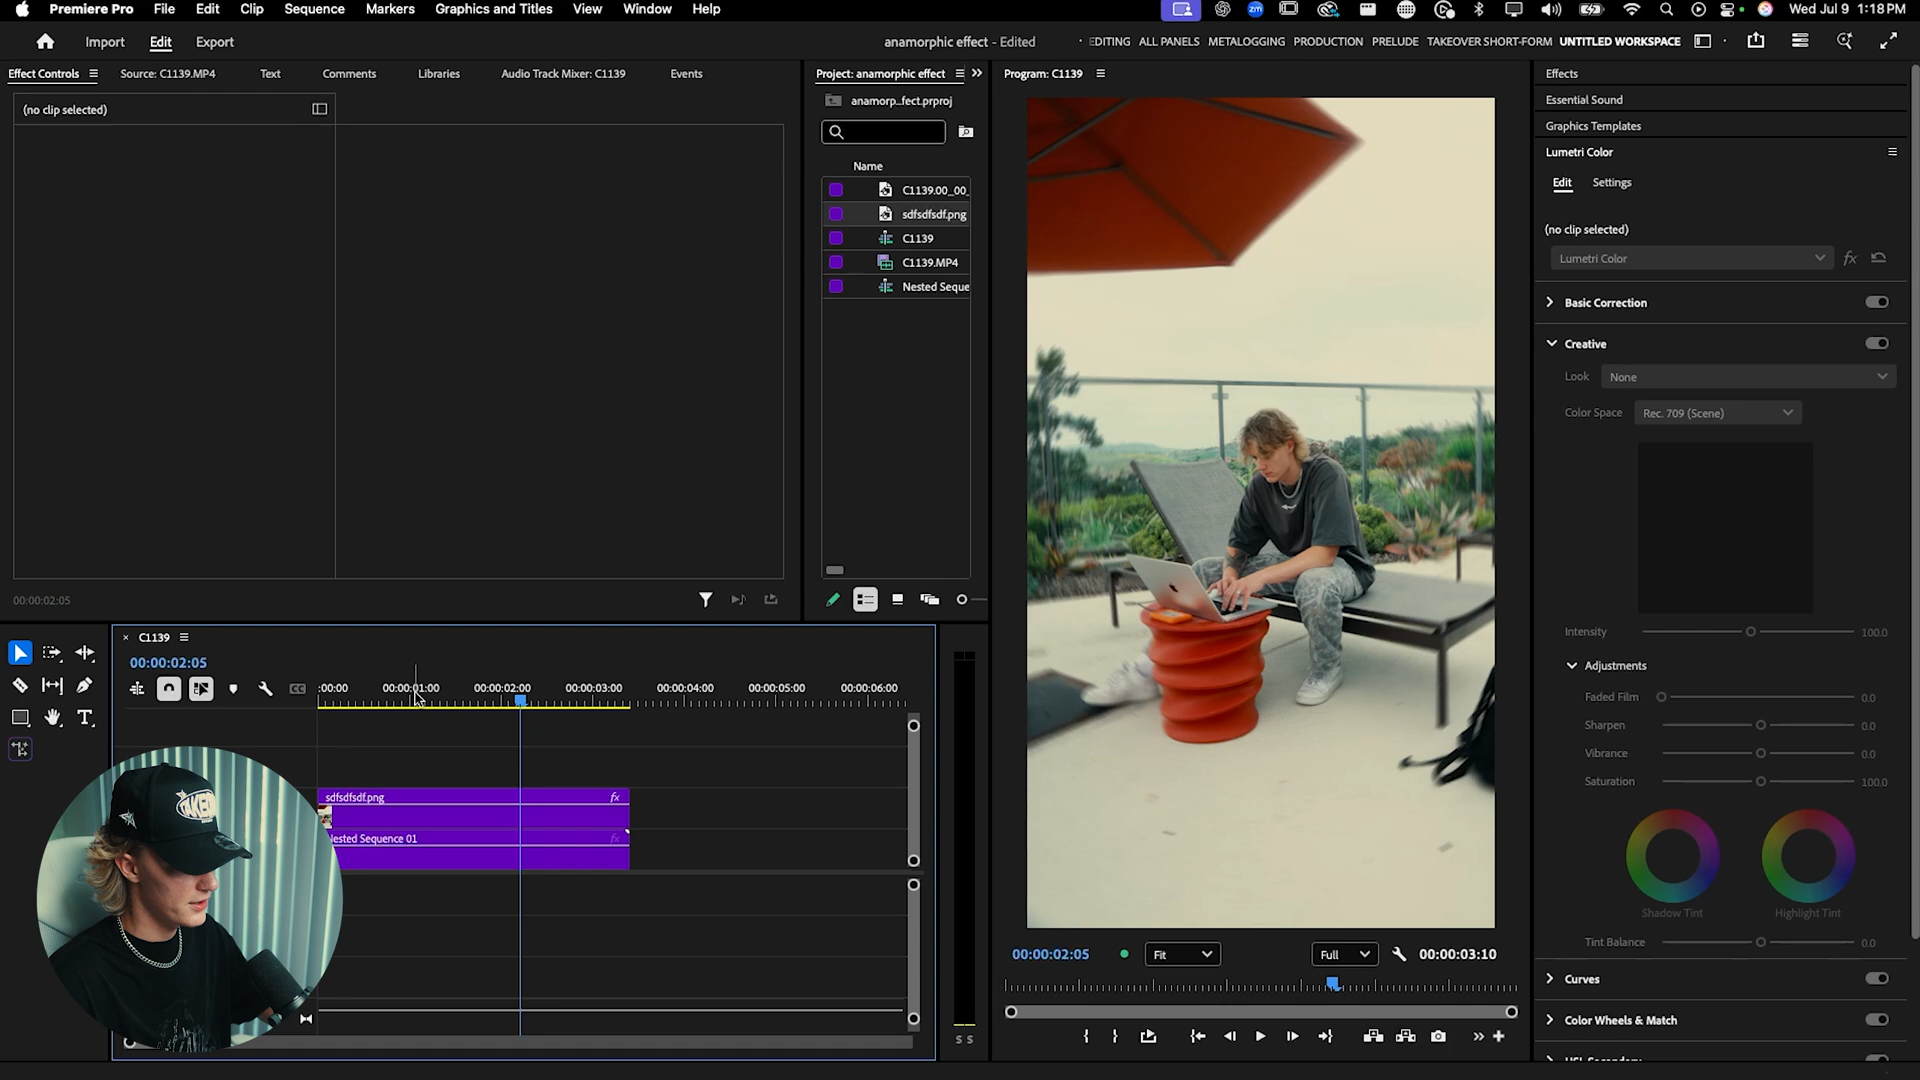 Premiere Pro File Edit Clip Sequence Markers Graphics and Titles View Window Help
zm
Wed Jul 9 1:18 PM
Import Edit Export
anamorphic effect - Edited
EDITING ALL PANELS METALOGGING PRODUCTION PRELUDE TAKEOVER SHORT-FORM UNTITLED WORKSPACE
Effect Controls Source: C1139.MP4 Text Comments Libraries Audio Track Mixer: C1139 Events
(no clip selected)
00:00:02:05
Project: anamorphic effect
anamorp...fect.prproj
Name
C1139.00_00_
sdfsdfsdf.png
C1139
C1139.MP4
Nested Seque
Program: C1139
00:00:02:05 Fit Full 00:00:03:10
Effects
Essential Sound
Graphics Templates
Lumetri Color
Edit Settings
(no clip selected)
Lumetri Color fx
Basic Correction
Creative
Look None
Color Space Rec. 709 (Scene)
Intensity 100.0
Adjustments
Faded Film 0.0
Sharpen 0.0
Vibrance 0.0
Saturation 100.0
Shadow Tint Highlight Tint
Tint Balance 0.0
Curves
Color Wheels & Match
C1139
00:00:02:05
CC
:00:00 00:00:01:00 00:00:02:00 00:00:03:00 00:00:04:00 00:00:05:00 00:00:06:00
sdfsdfsdf.png fx
Nested Sequence 01 fx
S S